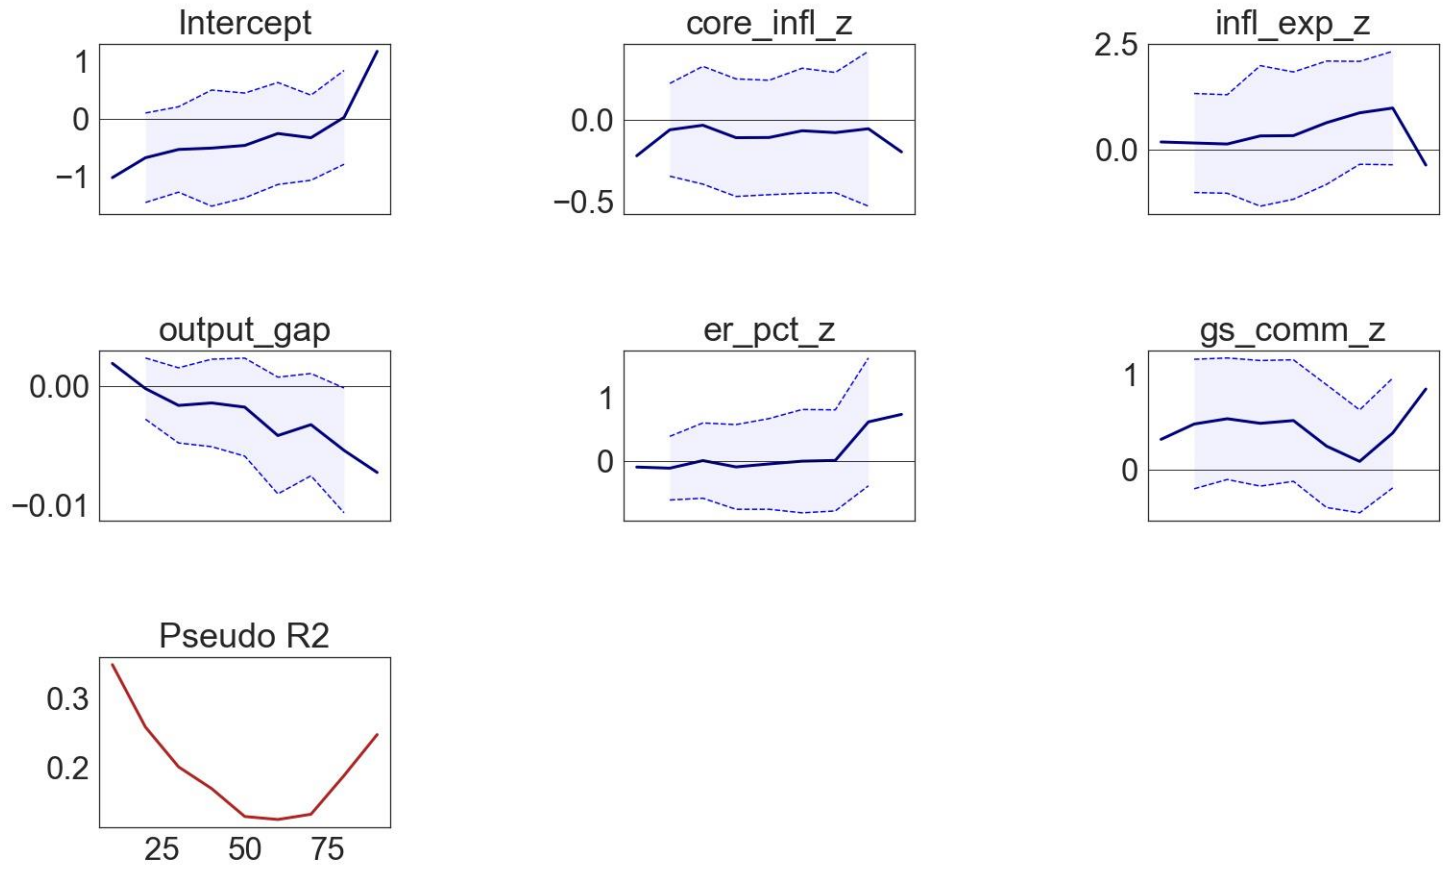 Intercept
core_infl_z
infl_exp_z
1
0
−1
0.0
−0.5
2.5
0.0
output_gap
er_pct_z
gs_comm_z
0.00
−0.01
1
0
1
0
Pseudo R2
0.3
0.2
25 50 75